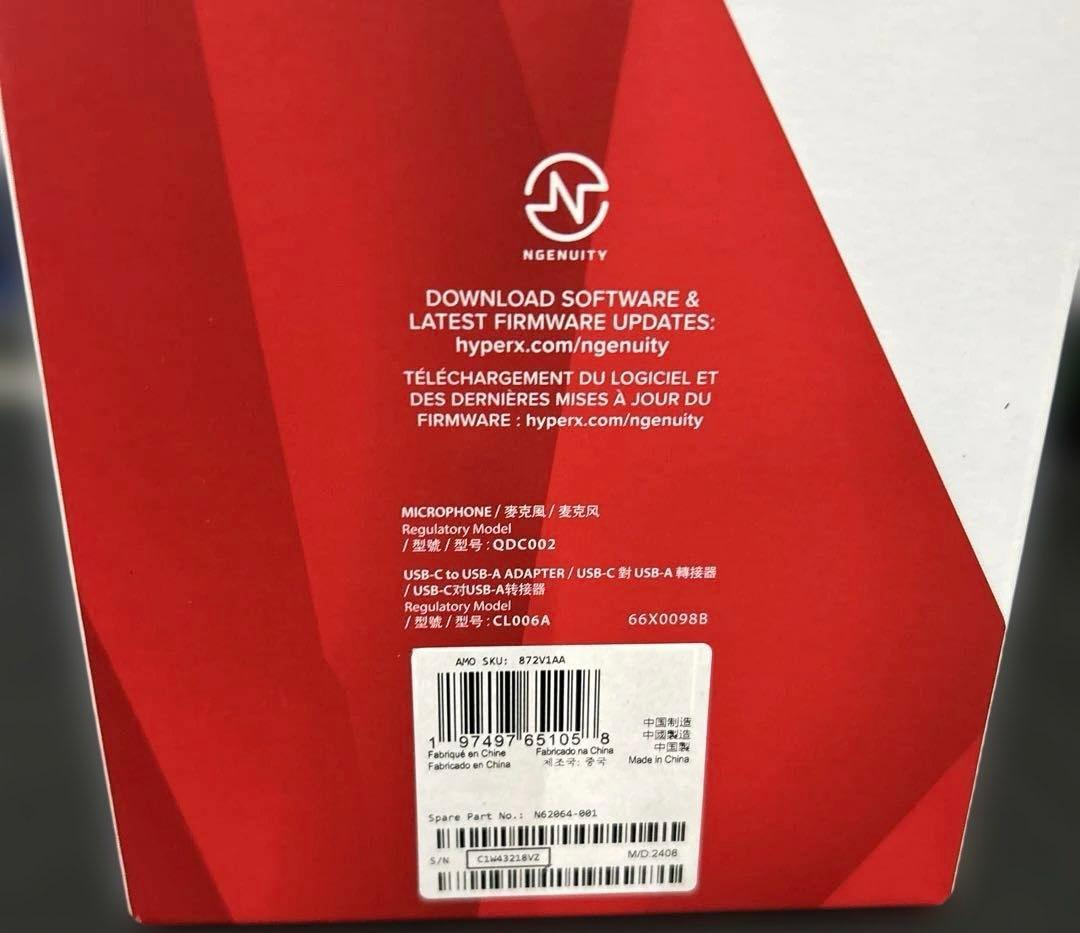 NGENUITY
DOWNLOAD SOFTWARE &
LATEST FIRMWARE UPDATES:
hyperx.com/ngenuity
TÉLÉCHARGEMENT DU LOGICIEL ET
DES DERNIÈRES MISES À JOUR DU
FIRMWARE : hyperx.com/ngenuity
MICROPHONE / 麥克風 / 麦克风
Regulatory Model
/ 型號 / 型号 : QDC002
USB-C to USB-A ADAPTER / USB-C 對 USB-A 轉接器
/ USB-C对USB-A转接器
Regulatory Model
/ 型號 / 型号 : CL006A
66X0098B
AMO SKU: 872V1AA
1 97497 65105 8
Fabriqué en Chine Fabricado na China
Fabricado en China 제조국: 중국
中国制造
中國製造
中国製
Made in China
Spare Part No.: N62064-001
S/N C1W43218VZ M/D:2408